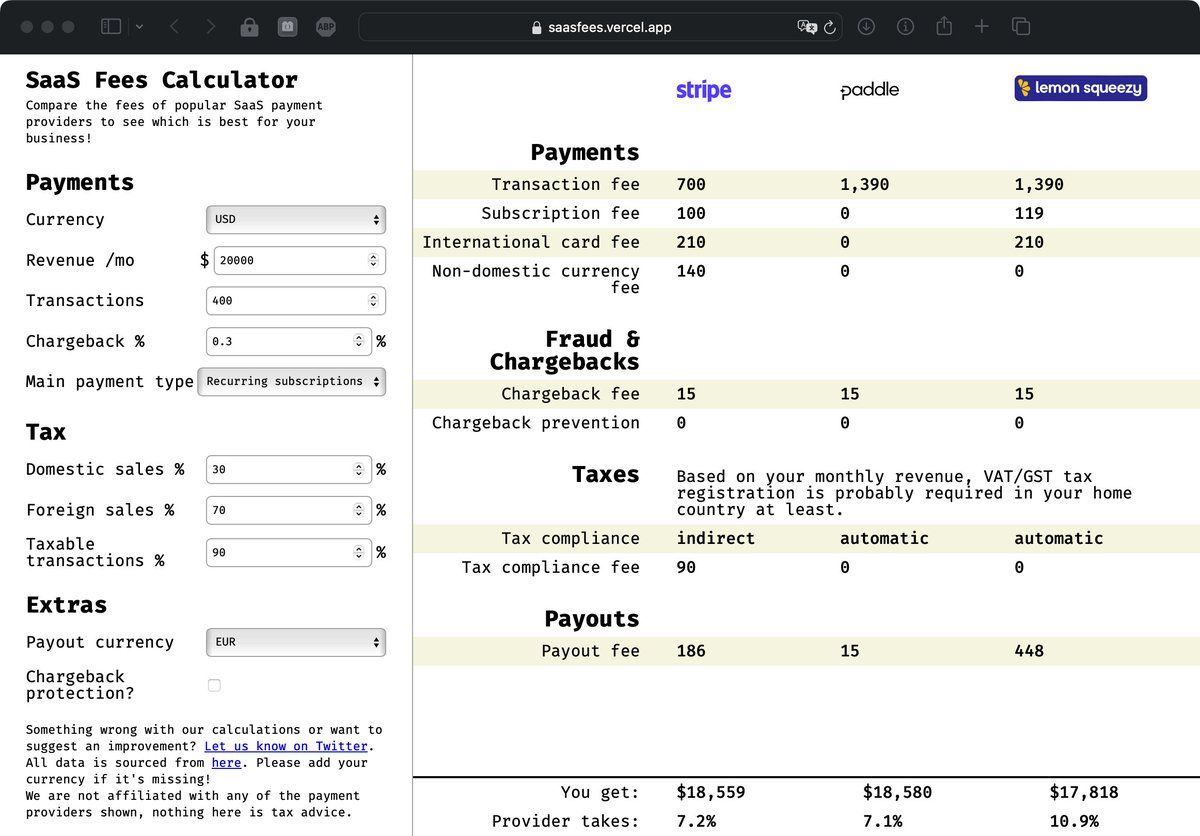 ABP
saasfees.vercel.app
SaaS Fees Calculator
Compare the fees of popular SaaS payment
providers to see which is best for your
business!
Payments
Currency USD
Revenue /mo $ 20000
Transactions 400
Chargeback % 0.3 %
Main payment type Recurring subscriptions
Tax
Domestic sales % 30 %
Foreign sales % 70 %
Taxable
transactions % 90 %
Extras
Payout currency EUR
Chargeback
protection?
Something wrong with our calculations or want to
suggest an improvement? Let us know on Twitter.
All data is sourced from here. Please add your
currency if it's missing!
We are not affiliated with any of the payment
providers shown, nothing here is tax advice.
stripe paddle lemon squeezy
Payments
Transaction fee 700 1,390 1,390
Subscription fee 100 0 119
International card fee 210 0 210
Non-domestic currency 140 0 0
fee
Fraud &
Chargebacks
Chargeback fee 15 15 15
Chargeback prevention 0 0 0
Taxes
Based on your monthly revenue, VAT/GST tax
registration is probably required in your home
country at least.
Tax compliance indirect automatic automatic
Tax compliance fee 90 0 0
Payouts
Payout fee 186 15 448
You get: $18,559 $18,580 $17,818
Provider takes: 7.2% 7.1% 10.9%